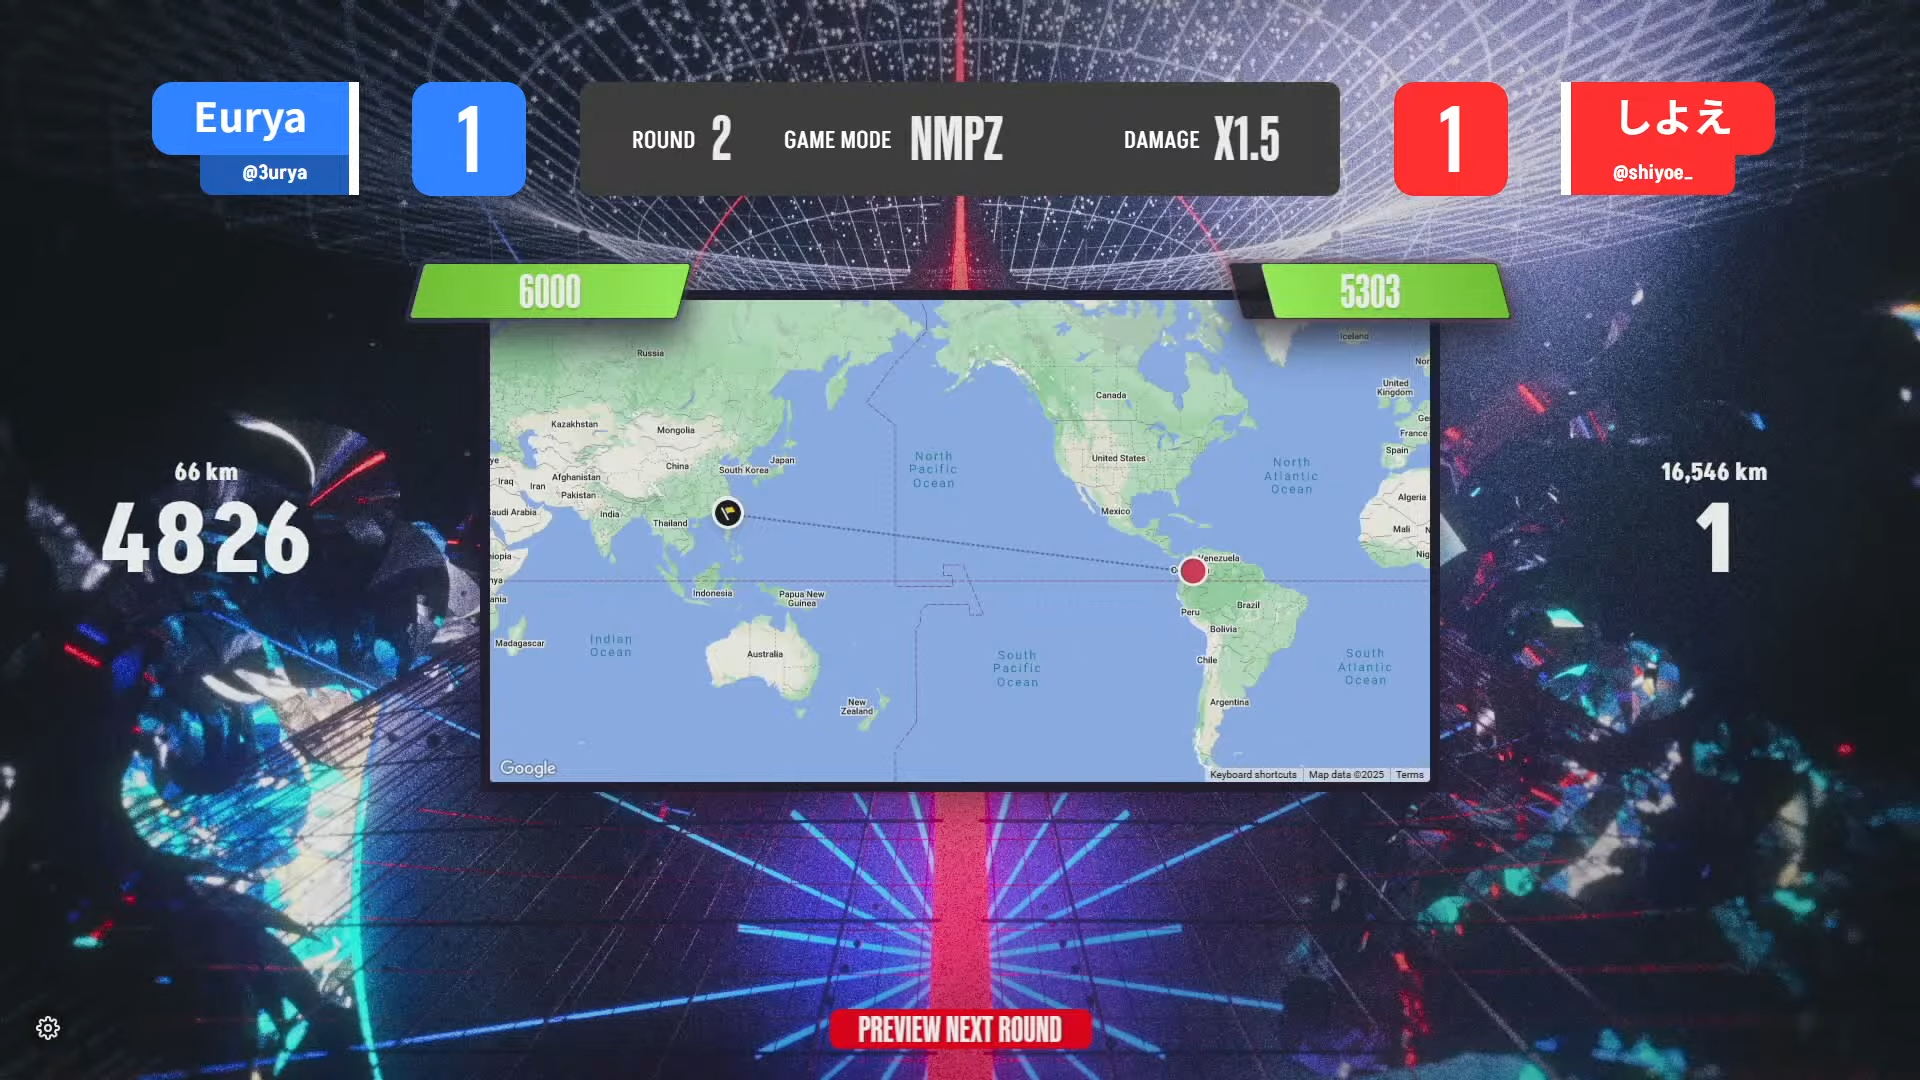 Eurya
@3urya
1
ROUND 2 GAME MODE NMPZ DAMAGE X1.5
1
しよえ
@shiyoe_
6000
5303
Iceland
Russia
United Kingdom
Canada
Kazakhstan
Mongolia
France
Spain
Japan
South Korea
China
United States
North Pacific Ocean
North Atlantic Ocean
Iraq
Iran
Afghanistan
Pakistan
Algeria
India
Thailand
Mexico
Mali
Venezuela
Indonesia
Papua New Guinea
Peru
Brazil
Bolivia
Madagascar
Indian Ocean
Australia
South Pacific Ocean
Chile
South Atlantic Ocean
New Zealand
Argentina
Google
Keyboard shortcuts
Map data ©2025
Terms
66 km
4826
16,546 km
1
PREVIEW NEXT ROUND